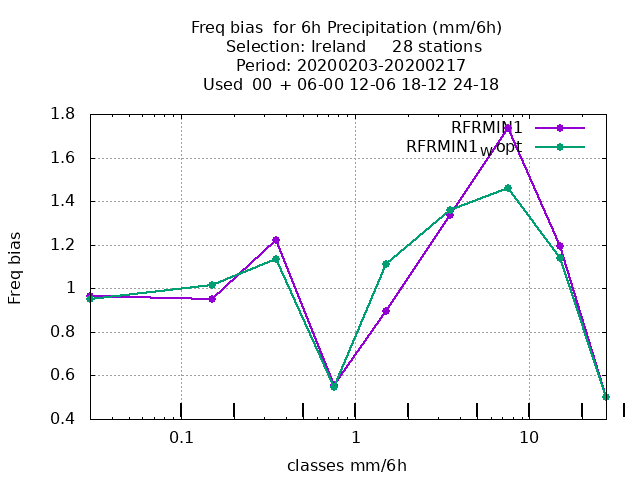 Freq bias  for 6h Precipitation (mm/6h)
Selection: Ireland     28 stations
Period: 20200203-20200217
Used  00  + 06-00 12-06 18-12 24-18
1.8
1.6
1.4
1.2
1
0.8
0.6
0.4
Freq bias
RFRMIN1
RFRMIN1wopt
0.1
1
10
classes mm/6h